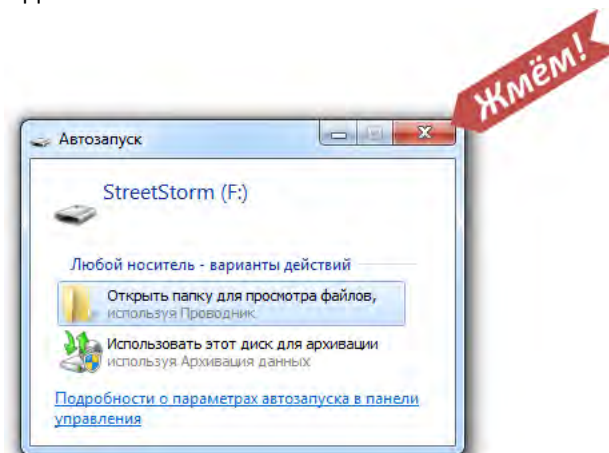 Жмём!
Автозапуск
StreetStorm (F:)
Любой носитель - варианты действий
Открыть папку для просмотра файлов,
используя Проводник
Использовать этот диск для архивации
используя Архивация данных
Подробности о параметрах автозапуска в панели
управления